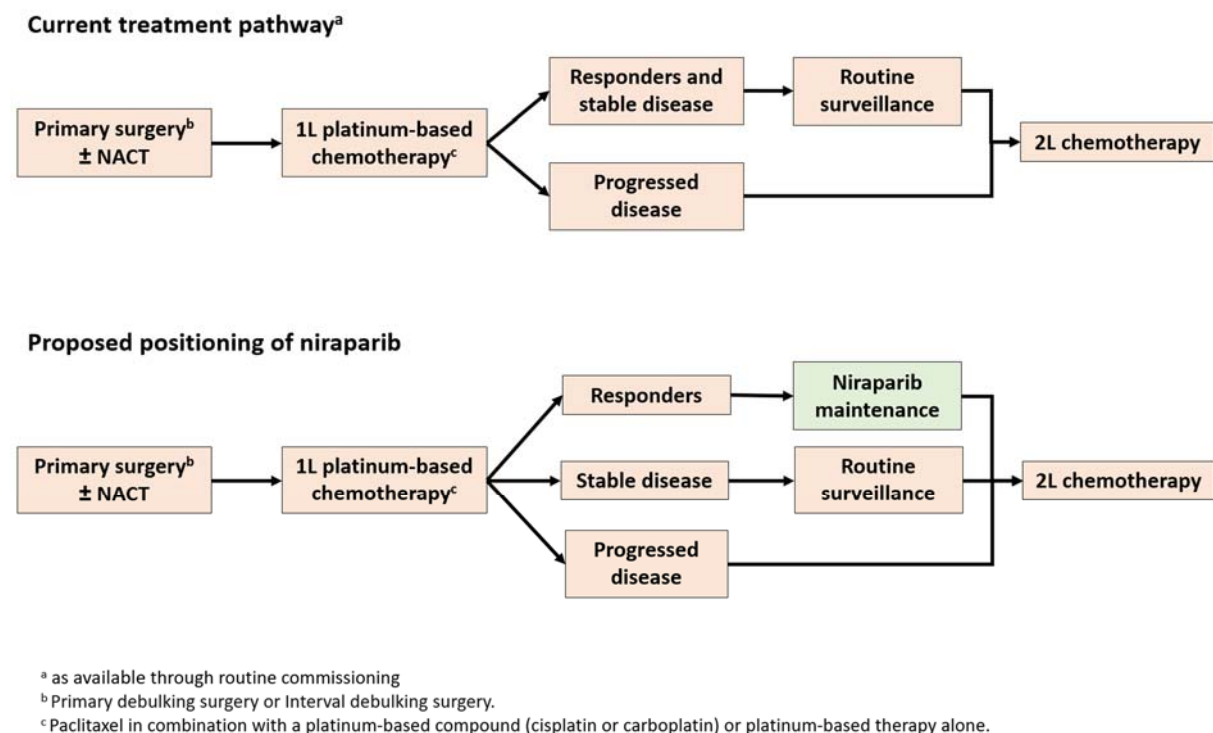 Current treatment pathwayᵃ
Primary surgeryᵇ
± NACT
1L platinum-based
chemotherapyᶜ
Responders and
stable disease
Routine
surveillance
Progressed
disease
2L chemotherapy
Proposed positioning of niraparib
Primary surgeryᵇ
± NACT
1L platinum-based
chemotherapyᶜ
Responders
Niraparib
maintenance
Stable disease
Routine
surveillance
Progressed
disease
2L chemotherapy
ᵃ as available through routine commissioning
ᵇ Primary debulking surgery or Interval debulking surgery.
ᶜ Paclitaxel in combination with a platinum-based compound (cisplatin or carboplatin) or platinum-based therapy alone.